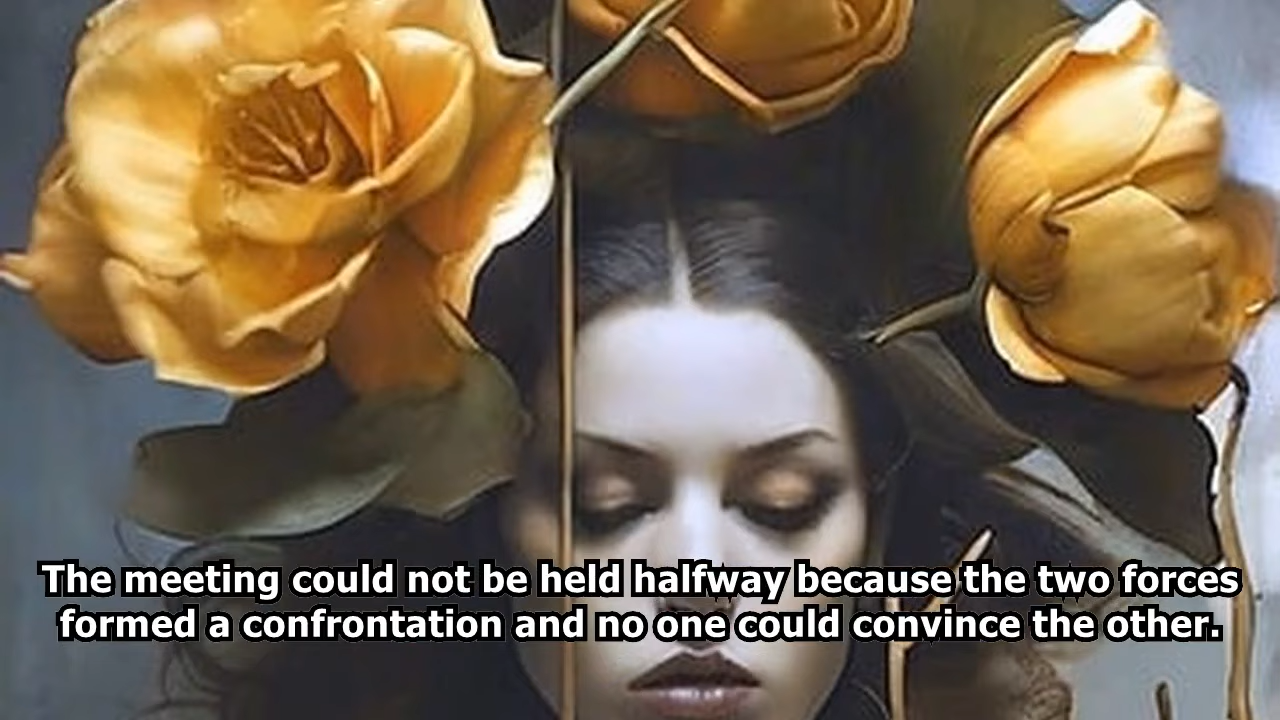 The meeting could not be held halfway because the two forces
formed a confrontation and no one could convince the other.